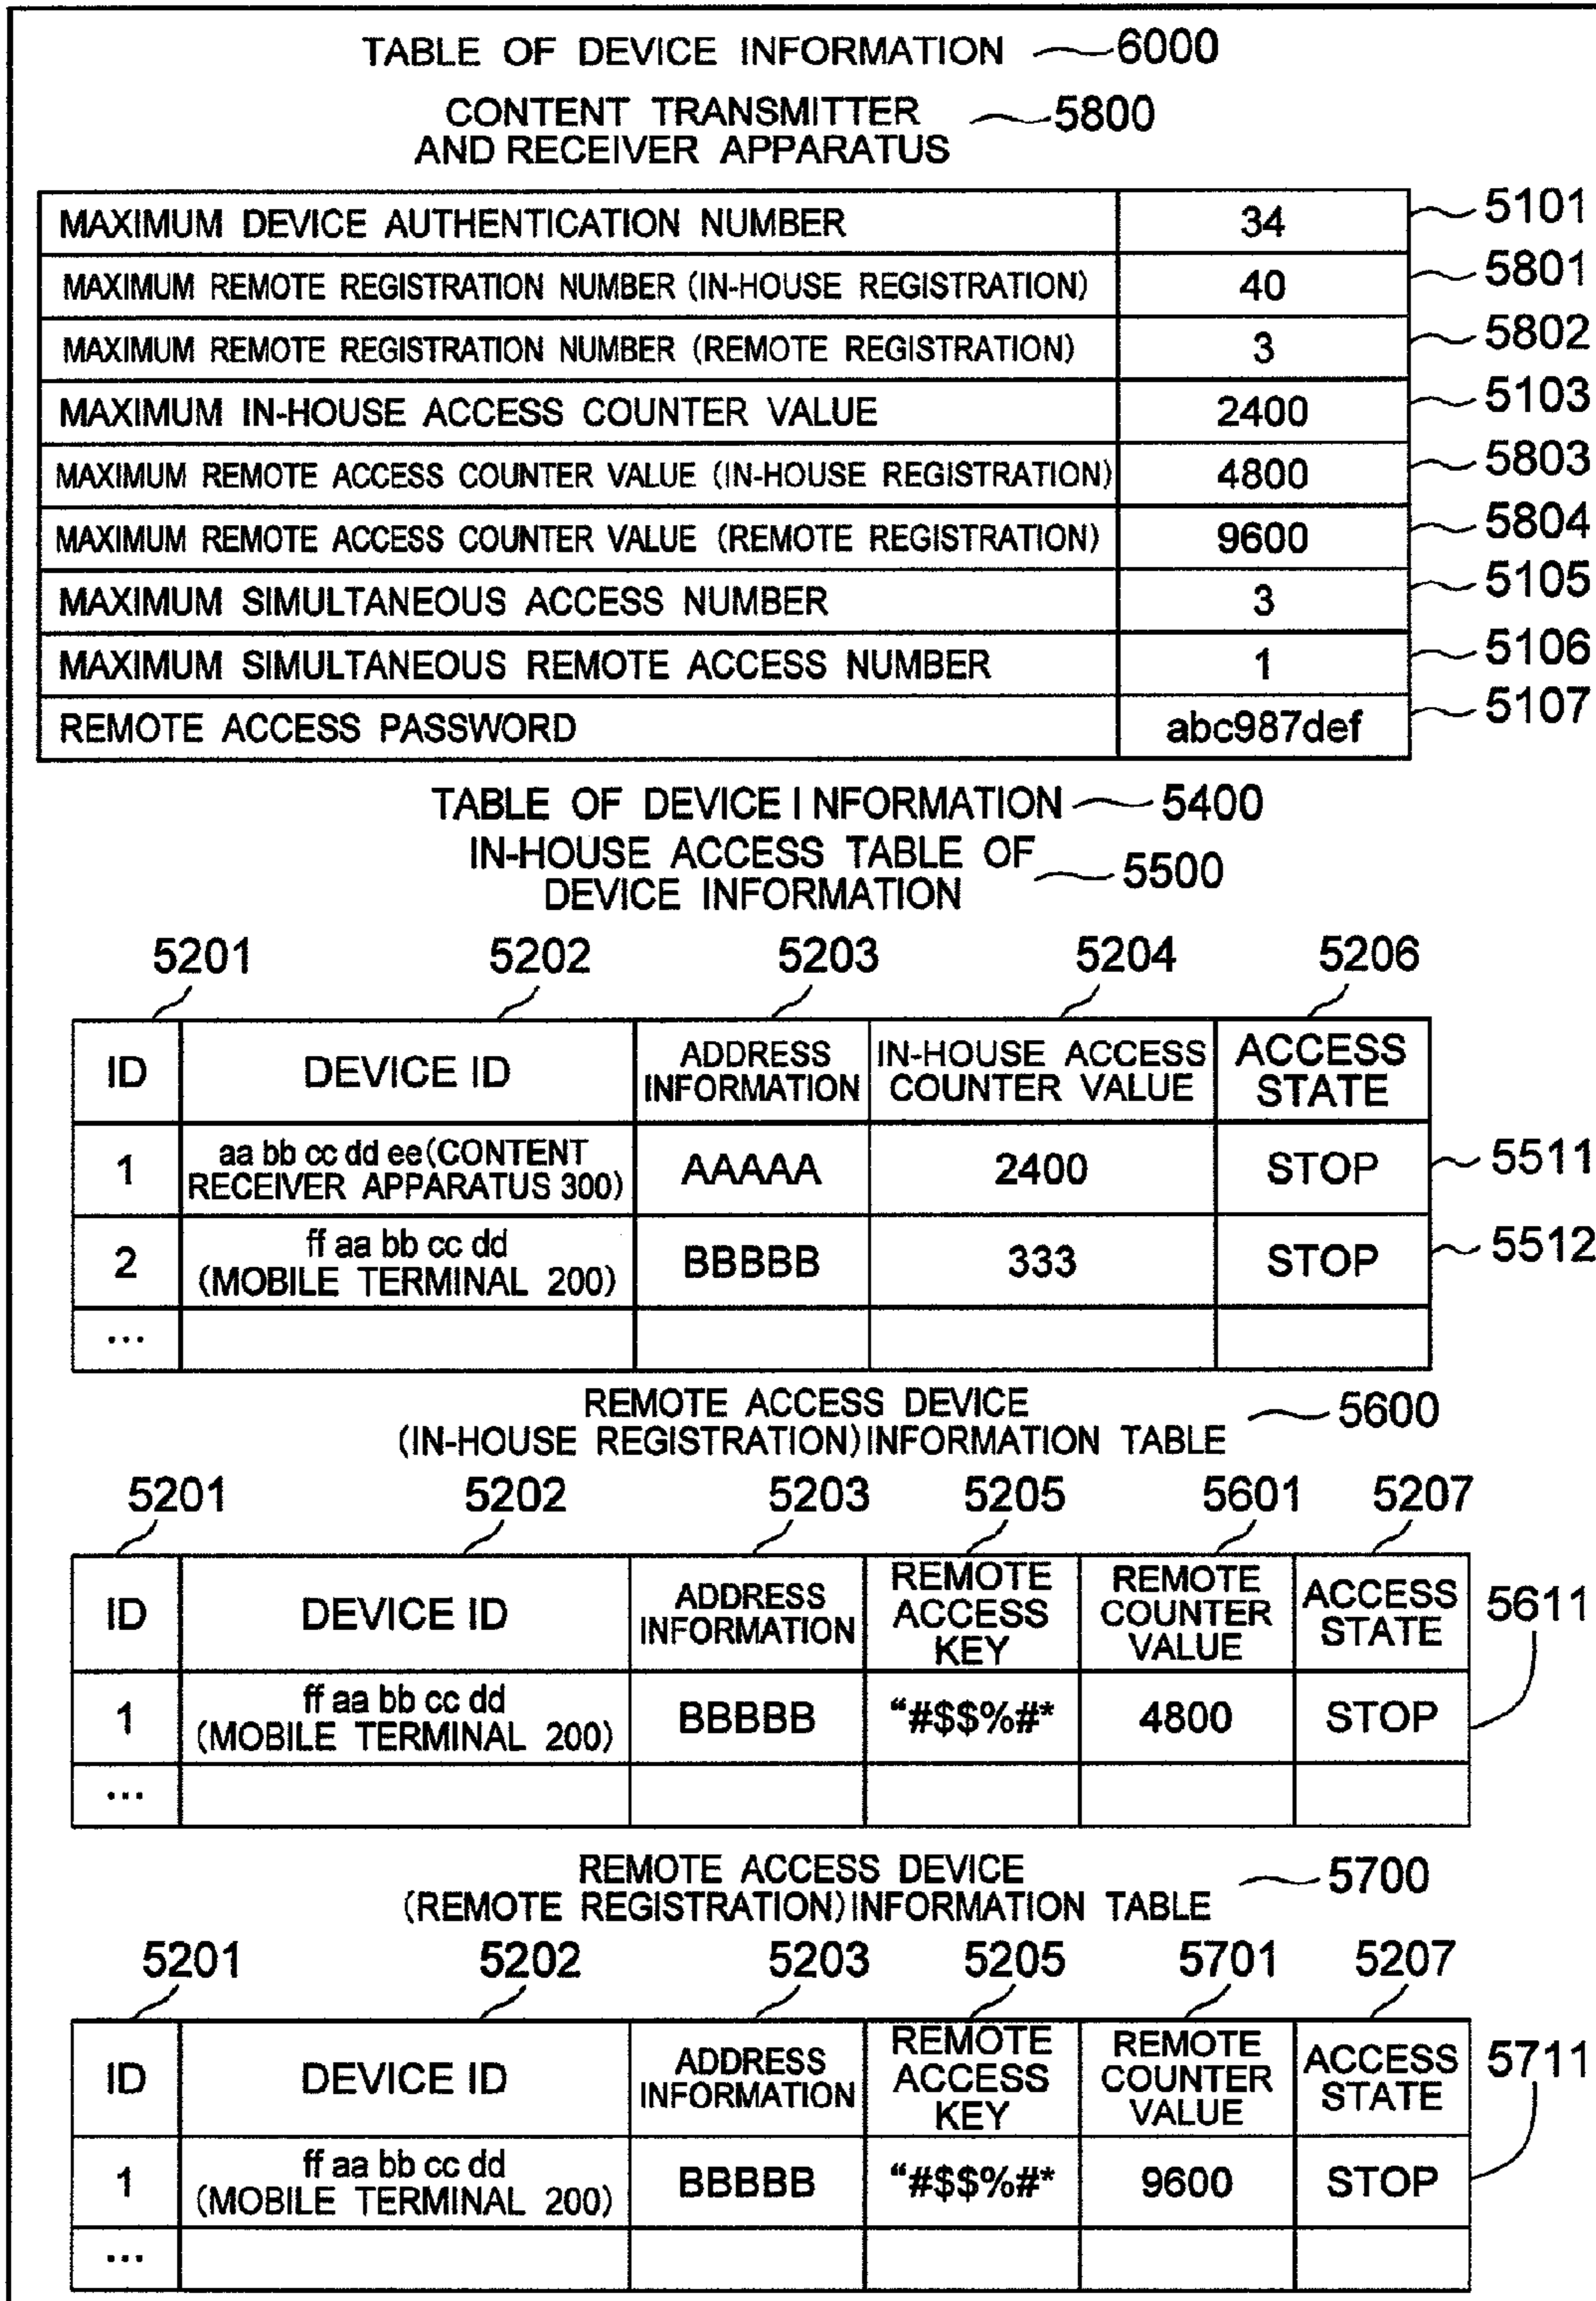 TABLE OF DEVICE INFORMATION 6000
CONTENT TRANSMITTER
AND RECEIVER APPARATUS 5800
MAXIMUM DEVICE AUTHENTICATION NUMBER 34 5101
MAXIMUM REMOTE REGISTRATION NUMBER (IN-HOUSE REGISTRATION) 40 5801
MAXIMUM REMOTE REGISTRATION NUMBER (REMOTE REGISTRATION) 3 5802
MAXIMUM IN-HOUSE ACCESS COUNTER VALUE 2400 5103
MAXIMUM REMOTE ACCESS COUNTER VALUE (IN-HOUSE REGISTRATION) 4800 5803
MAXIMUM REMOTE ACCESS COUNTER VALUE (REMOTE REGISTRATION) 9600 5804
MAXIMUM SIMULTANEOUS ACCESS NUMBER 3 5105
MAXIMUM SIMULTANEOUS REMOTE ACCESS NUMBER 1 5106
REMOTE ACCESS PASSWORD abc987def 5107
TABLE OF DEVICE I NFORMATION 5400
IN-HOUSE ACCESS TABLE OF
DEVICE INFORMATION 5500
5201 5202 5203 5204 5206
ID DEVICE ID ADDRESS INFORMATION IN-HOUSE ACCESS COUNTER VALUE ACCESS STATE
1 aa bb cc dd ee(CONTENT RECEIVER APPARATUS 300) AAAAA 2400 STOP 5511
2 ff aa bb cc dd (MOBILE TERMINAL 200) BBBBB 333 STOP 5512
...
REMOTE ACCESS DEVICE
(IN-HOUSE REGISTRATION)INFORMATION TABLE 5600
5201 5202 5203 5205 5601 5207
ID DEVICE ID ADDRESS INFORMATION REMOTE ACCESS KEY REMOTE COUNTER VALUE ACCESS STATE 5611
1 ff aa bb cc dd (MOBILE TERMINAL 200) BBBBB “#$$%#* 4800 STOP
...
REMOTE ACCESS DEVICE
(REMOTE REGISTRATION)INFORMATION TABLE 5700
5201 5202 5203 5205 5701 5207
ID DEVICE ID ADDRESS INFORMATION REMOTE ACCESS KEY REMOTE COUNTER VALUE ACCESS STATE 5711
1 ff aa bb cc dd (MOBILE TERMINAL 200) BBBBB “#$$%#* 9600 STOP
...